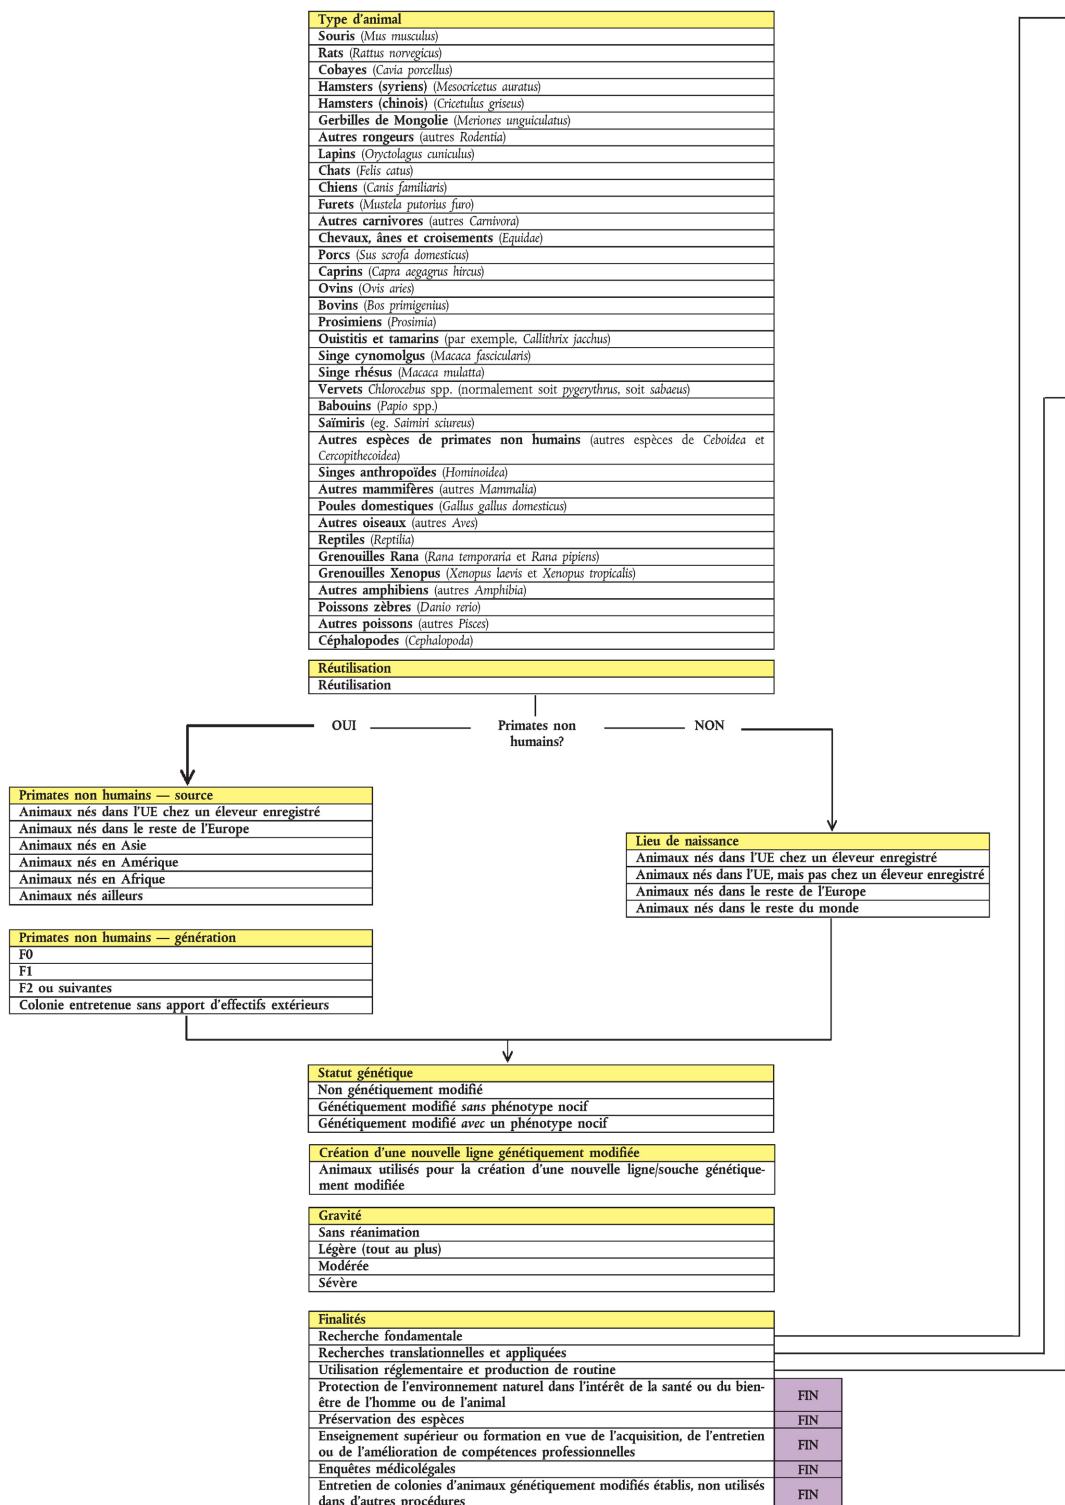 Type d'animal
Souris (Mus musculus)
Rats (Rattus norvegicus)
Cobayes (Cavia porcellus)
Hamsters (syriens) (Mesocricetus auratus)
Hamsters (chinois) (Cricetulus griseus)
Gerbilles de Mongolie (Meriones unguiculatus)
Autres rongeurs (autres Rodentia)
Lapins (Oryctolagus cuniculus)
Chats (Felis catus)
Chiens (Canis familiaris)
Furets (Mustela putorius furo)
Autres carnivores (autres Carnivora)
Chevaux, ânes et croisements (Equidae)
Porcs (Sus scrofa domesticus)
Caprins (Capra aegagrus hircus)
Ovins (Ovis aries)
Bovins (Bos primigenius)
Prosimiens (Prosimia)
Ouistitis et tamarins (par exemple, Callithrix jacchus)
Singe cynomolgus (Macaca fascicularis)
Singe rhésus (Macaca mulatta)
Vervets Chlorocebus spp. (normalement soit pygerythrus, soit sabaeus)
Babouins (Papio spp.)
Saïmiris (eg. Saimiri sciureus)
Autres espèces de primates non humains (autres espèces de Ceboidea et
Cercopithecoidea)
Singes anthropoïdes (Hominoidea)
Autres mammifères (autres Mammalia)
Poules domestiques (Gallus gallus domesticus)
Autres oiseaux (autres Aves)
Reptiles (Reptilia)
Grenouilles Rana (Rana temporaria et Rana pipiens)
Grenouilles Xenopus (Xenopus laevis et Xenopus tropicalis)
Autres amphibiens (autres Amphibia)
Poissons zèbres (Danio rerio)
Autres poissons (autres Pisces)
Céphalopodes (Cephalopoda)
Réutilisation
Réutilisation
OUI
Primates non
humains?
NON
Primates non humains — source
Animaux nés dans l'UE chez un éleveur enregistré
Animaux nés dans le reste de l'Europe
Animaux nés en Asie
Animaux nés en Amérique
Animaux nés en Afrique
Animaux nés ailleurs
Lieu de naissance
Animaux nés dans l'UE chez un éleveur enregistré
Animaux nés dans l'UE, mais pas chez un éleveur enregistré
Animaux nés dans le reste de l'Europe
Animaux nés dans le reste du monde
Primates non humains — génération
F0
F1
F2 ou suivantes
Colonie entretenue sans apport d'effectifs extérieurs
Statut génétique
Non génétiquement modifié
Génétiquement modifié sans phénotype nocif
Génétiquement modifié avec un phénotype nocif
Création d'une nouvelle ligne génétiquement modifiée
Animaux utilisés pour la création d'une nouvelle ligne/souche génétique-
ment modifiée
Gravité
Sans réanimation
Légère (tout au plus)
Modérée
Sévère
Finalités
Recherche fondamentale
Recherches translationnelles et appliquées
Utilisation réglementaire et production de routine
Protection de l'environnement naturel dans l'intérêt de la santé ou du bien-
être de l'homme ou de l'animal
FIN
Préservation des espèces
FIN
Enseignement supérieur ou formation en vue de l'acquisition, de l'entretien
ou de l'amélioration de compétences professionnelles
FIN
Enquêtes médicolégales
FIN
Entretien de colonies d'animaux génétiquement modifiés établis, non utilisés
dans d'autres procédures
FIN